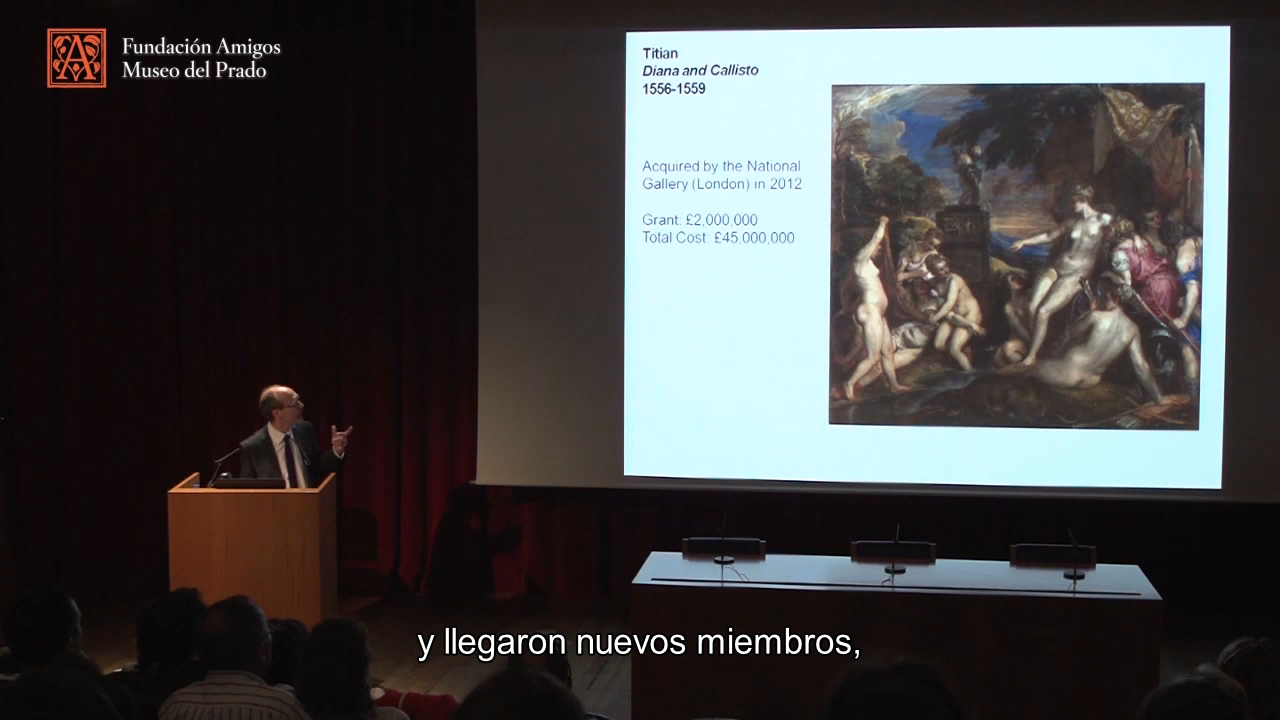 Fundación Amigos
Museo del Prado
Titian
Diana and Callisto
1556-1559
Acquired by the National
Gallery (London) in 2012
Grant: £2,000,000
Total Cost: £45,000,000
y llegaron nuevos miembros,